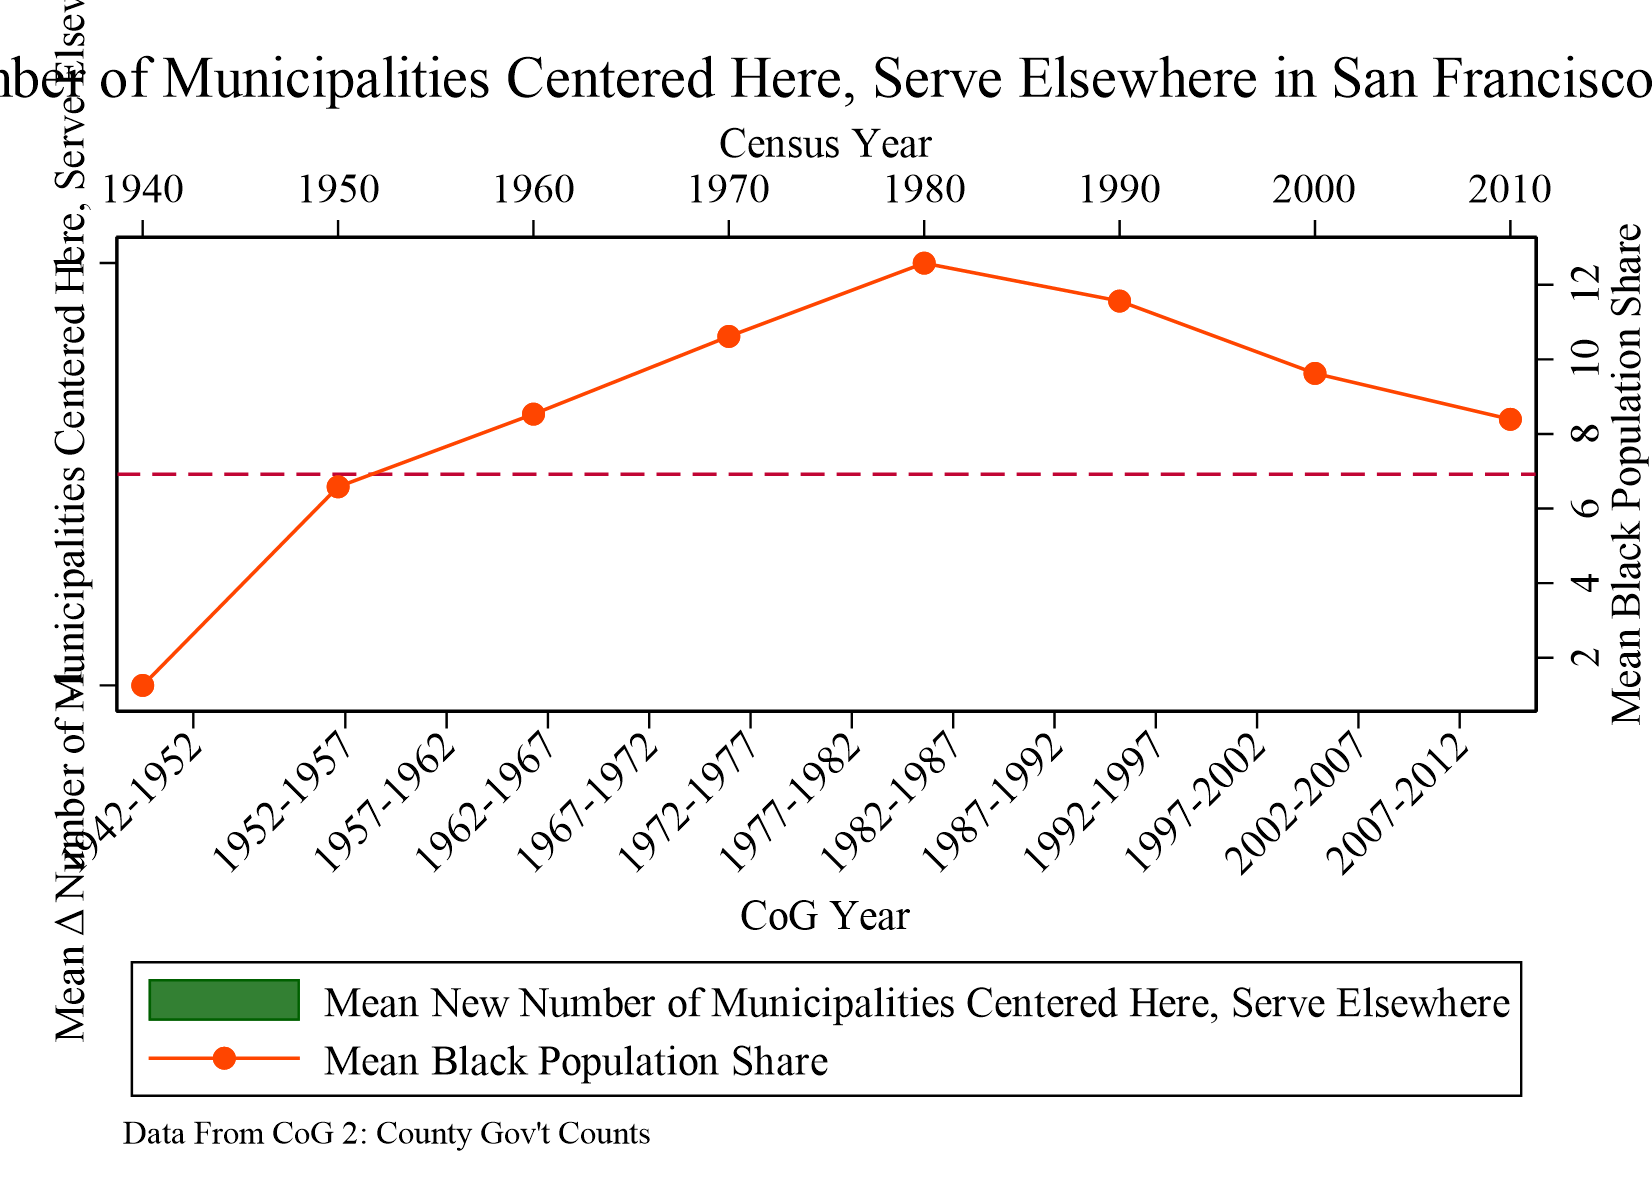 of Municipalities Centered Here, Serve Elsewhere in San Francisco
Census Year
1940 1950 1960 1970 1980 1990 2000 2010
Mean Δ Number of Municipalities Centered Here, Serve
12
10
8
6
4
2
Mean Black Population Share
1952-1957 1957-1962 1962-1967 1967-1972 1972-1977 1977-1982 1982-1987 1987-1992 1992-1997 1997-2002 2002-2007 2007-2012
CoG Year
Mean New Number of Municipalities Centered Here, Serve Elsewhere
Mean Black Population Share
Data From CoG 2: County Gov't Counts